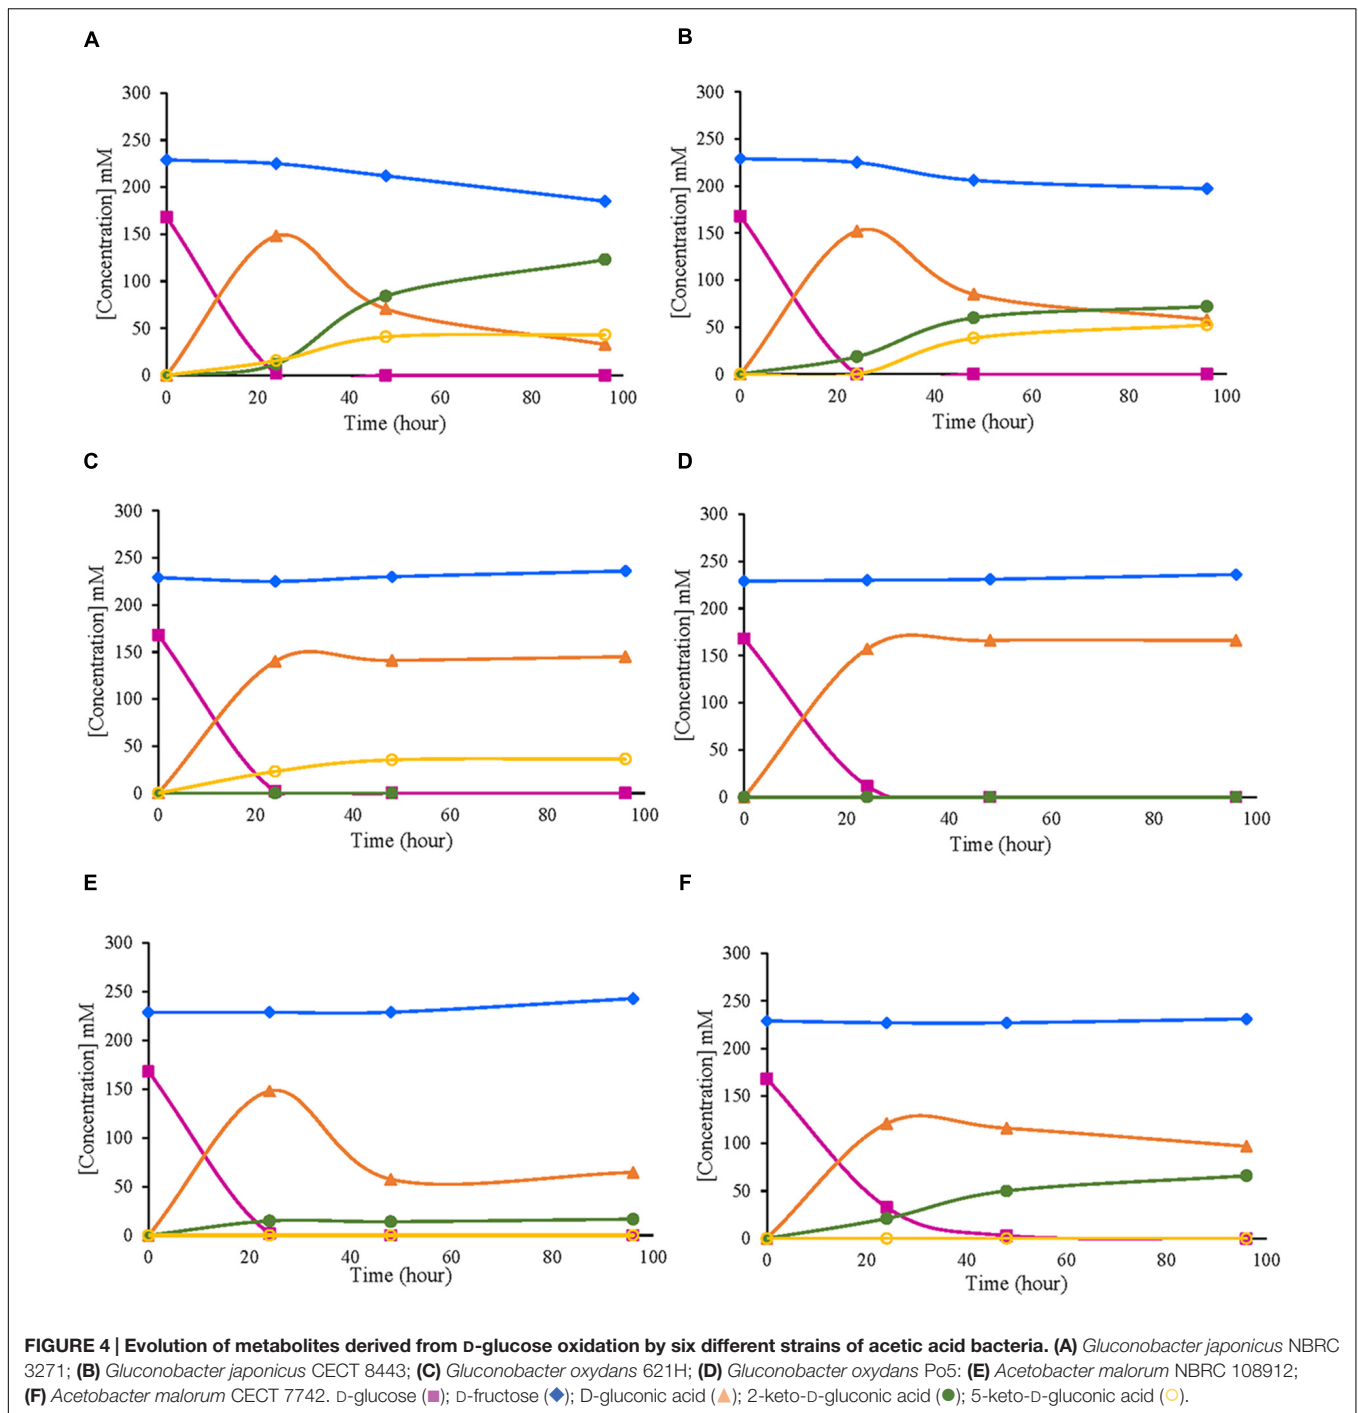 A
B
300
250
200
150
100
50
0
[Concentration] mM
0 20 40 60 80 100
Time (hour)
300
250
200
150
100
50
0
[Concentration] mM
0 20 40 60 80 100
Time (hour)
C
D
300
250
200
150
100
50
0
[Concentration] mM
0 20 40 60 80 100
Time (hour)
300
250
200
150
100
50
0
[Concentration] mM
0 20 40 60 80 100
Time (hour)
E
F
300
250
200
150
100
50
0
[Concentration] mM
0 20 40 60 80 100
Time (hour)
300
250
200
150
100
50
0
[Concentration] mM
0 20 40 60 80 100
Time (hour)
FIGURE 4 | Evolution of metabolites derived from D-glucose oxidation by six different strains of acetic acid bacteria. (A) Gluconobacter japonicus NBRC
3271; (B) Gluconobacter japonicus CECT 8443; (C) Gluconobacter oxydans 621H; (D) Gluconobacter oxydans Po5: (E) Acetobacter malorum NBRC 108912;
(F) Acetobacter malorum CECT 7742. D-glucose (■); D-fructose (◆); D-gluconic acid (▲); 2-keto-D-gluconic acid (●); 5-keto-D-gluconic acid (○).